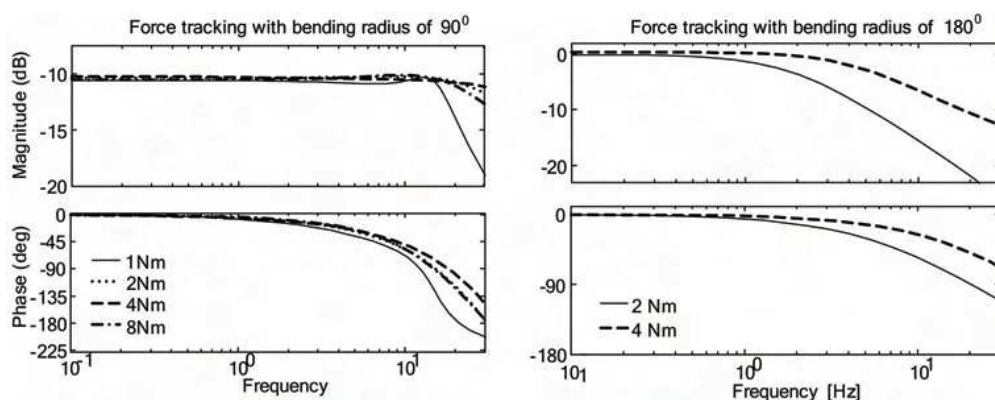 Force tracking with bending radius of 90⁰
Magnitude (dB)
-10
-15
-20
Phase (deg)
0
-45
-90
-135
-180
-225
1Nm
2Nm
4Nm
8Nm
10⁻¹
10⁰
10¹
Frequency
Force tracking with bending radius of 180⁰
0
-10
-20
0
-90
-180
2 Nm
4 Nm
10¹
10⁰
10¹
Frequency [Hz]